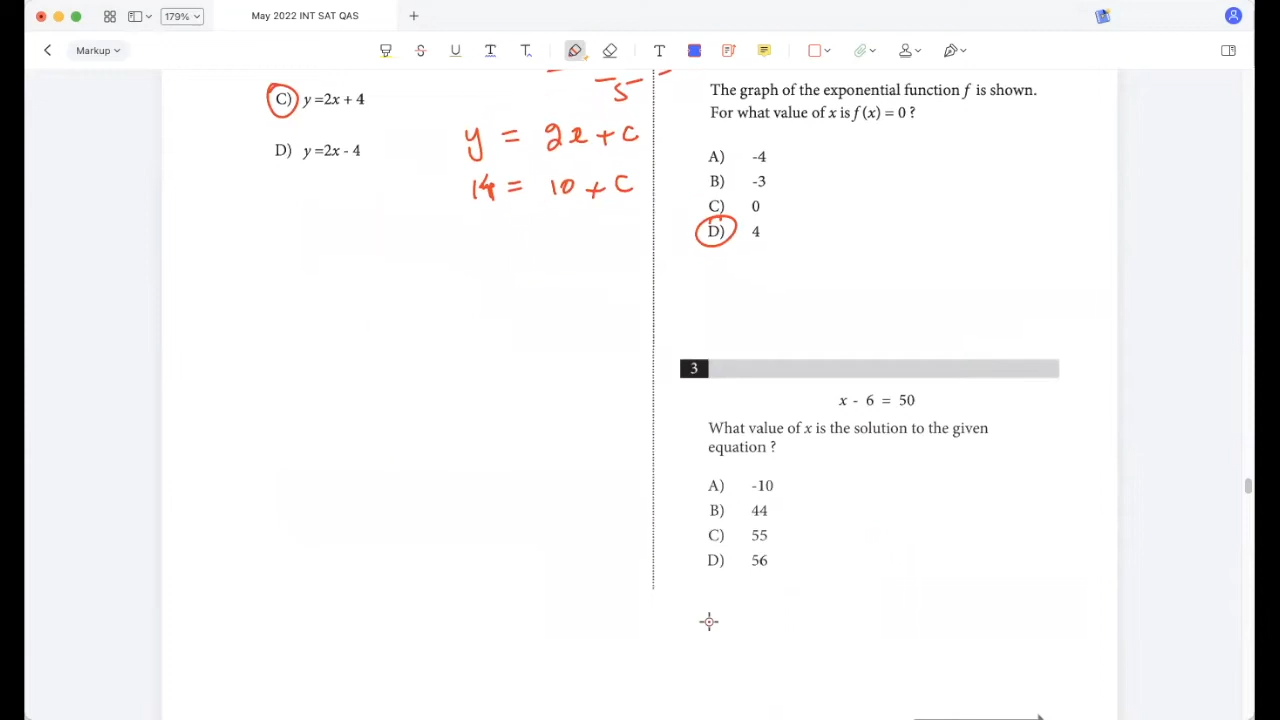 179%
May 2022 INT SAT QAS
Markup
C) y =2x + 4
D) y =2x - 4
5
y = 2x + C
14 = 10 + C
The graph of the exponential function f is shown.
For what value of x is f (x) = 0 ?
A) -4
B) -3
C) 0
D) 4
3
x - 6 = 50
What value of x is the solution to the given
equation ?
A) -10
B) 44
C) 55
D) 56